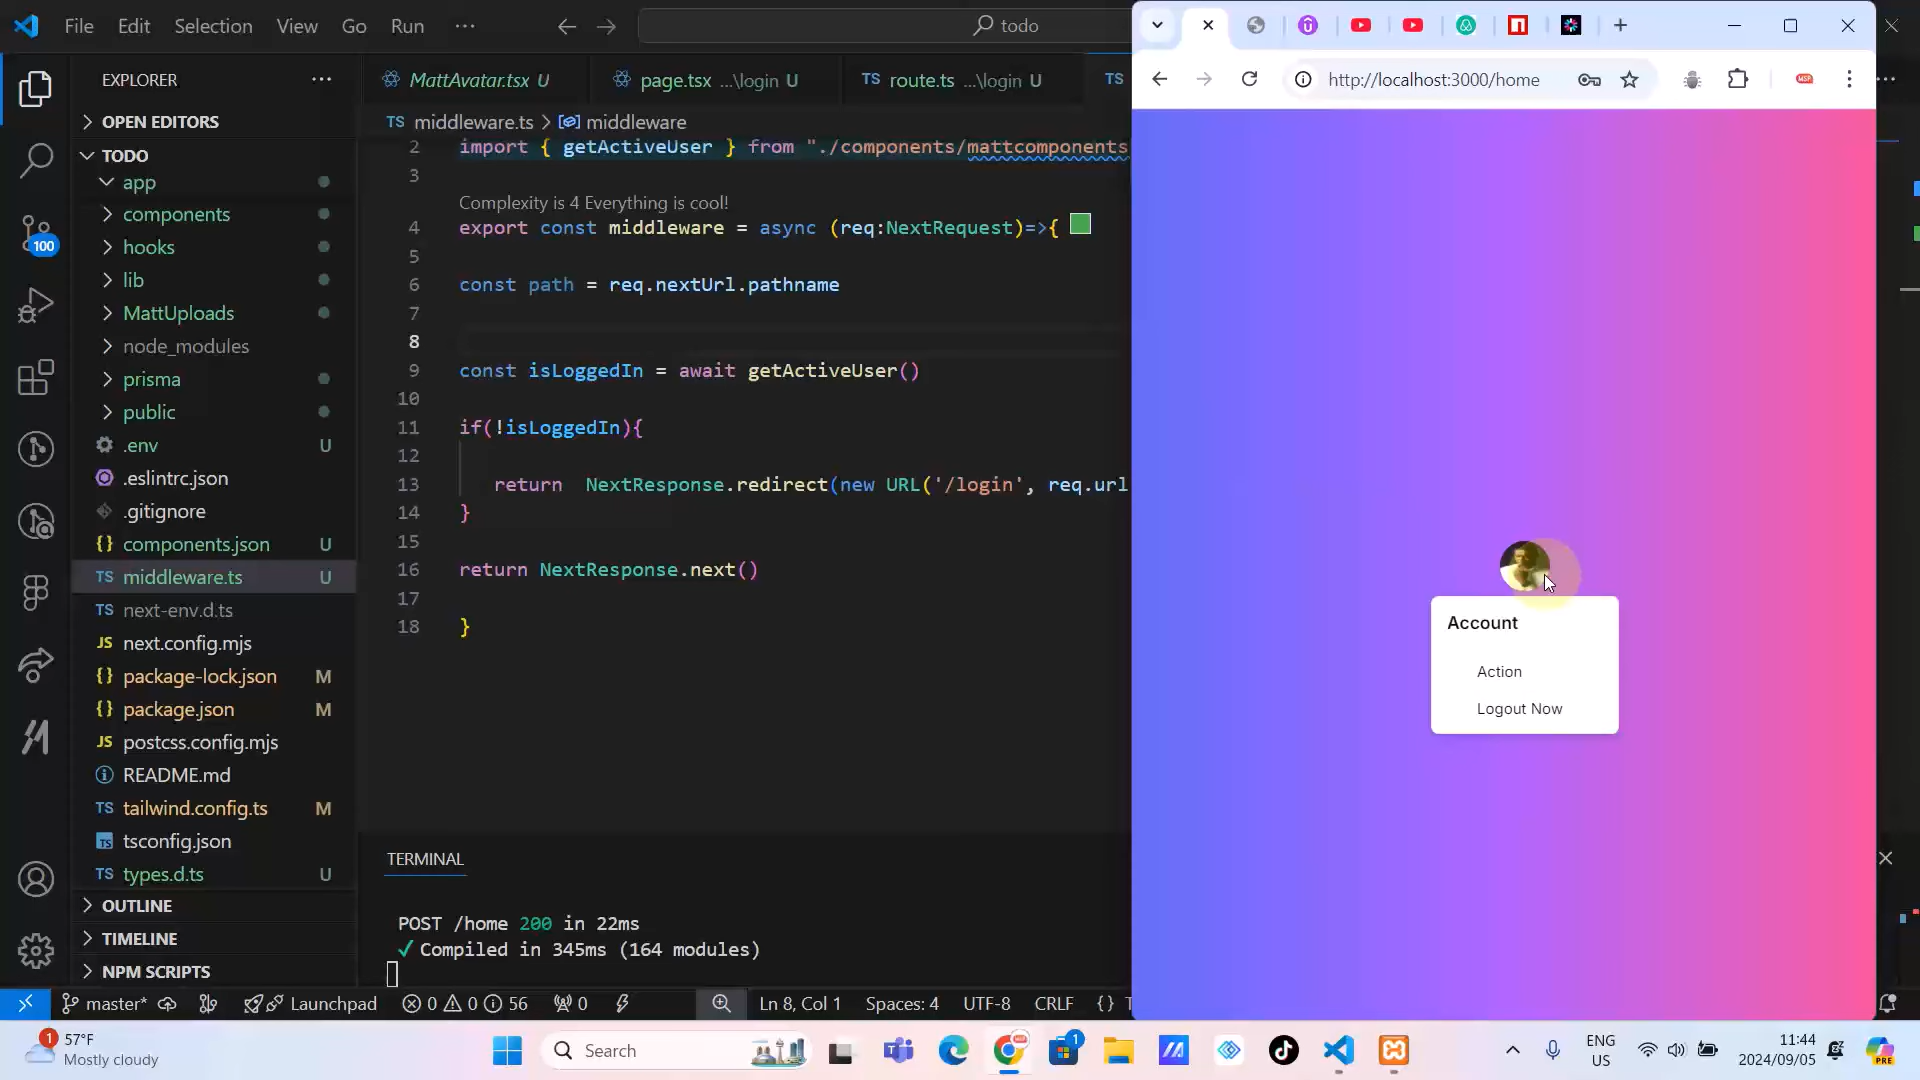 File Edit Selection View Go Run ··· todo
EXPLORER ···
OPEN EDITORS
TODO
app
components
hooks
lib
MattUploads
node_modules
prisma
public
.env U
.eslintrc.json
.gitignore
components.json U
middleware.ts U
next-env.d.ts
next.config.mjs
package-lock.json M
package.json M
postcss.config.mjs
README.md
tailwind.config.ts M
tsconfig.json
types.d.ts U
OUTLINE
TIMELINE
NPM SCRIPTS
100
MattAvatar.tsx U page.tsx ...\login U TS route.ts ...\login U TS
TS middleware.ts > middleware
2 import { getActiveUser } from "./components/mattcomponents
3
Complexity is 4 Everything is cool!
4 export const middleware = async (req:NextRequest)=>{
5
6 const path = req.nextUrl.pathname
7
8
9 const isLoggedIn = await getActiveUser()
10
11 if(!isLoggedIn){
12
13 return NextResponse.redirect(new URL('/login', req.url
14 }
15
16 return NextResponse.next()
17
18 }
TERMINAL
POST /home 200 in 22ms
✓ Compiled in 345ms (164 modules)
master* Launchpad 0 0 56 0 Ln 8, Col 1 Spaces: 4 UTF-8 CRLF { } T
http://localhost:3000/home
Account
Action
Logout Now
1 57°F
Mostly cloudy
Search
1
ENG
US
11:44
2024/09/05
PRE